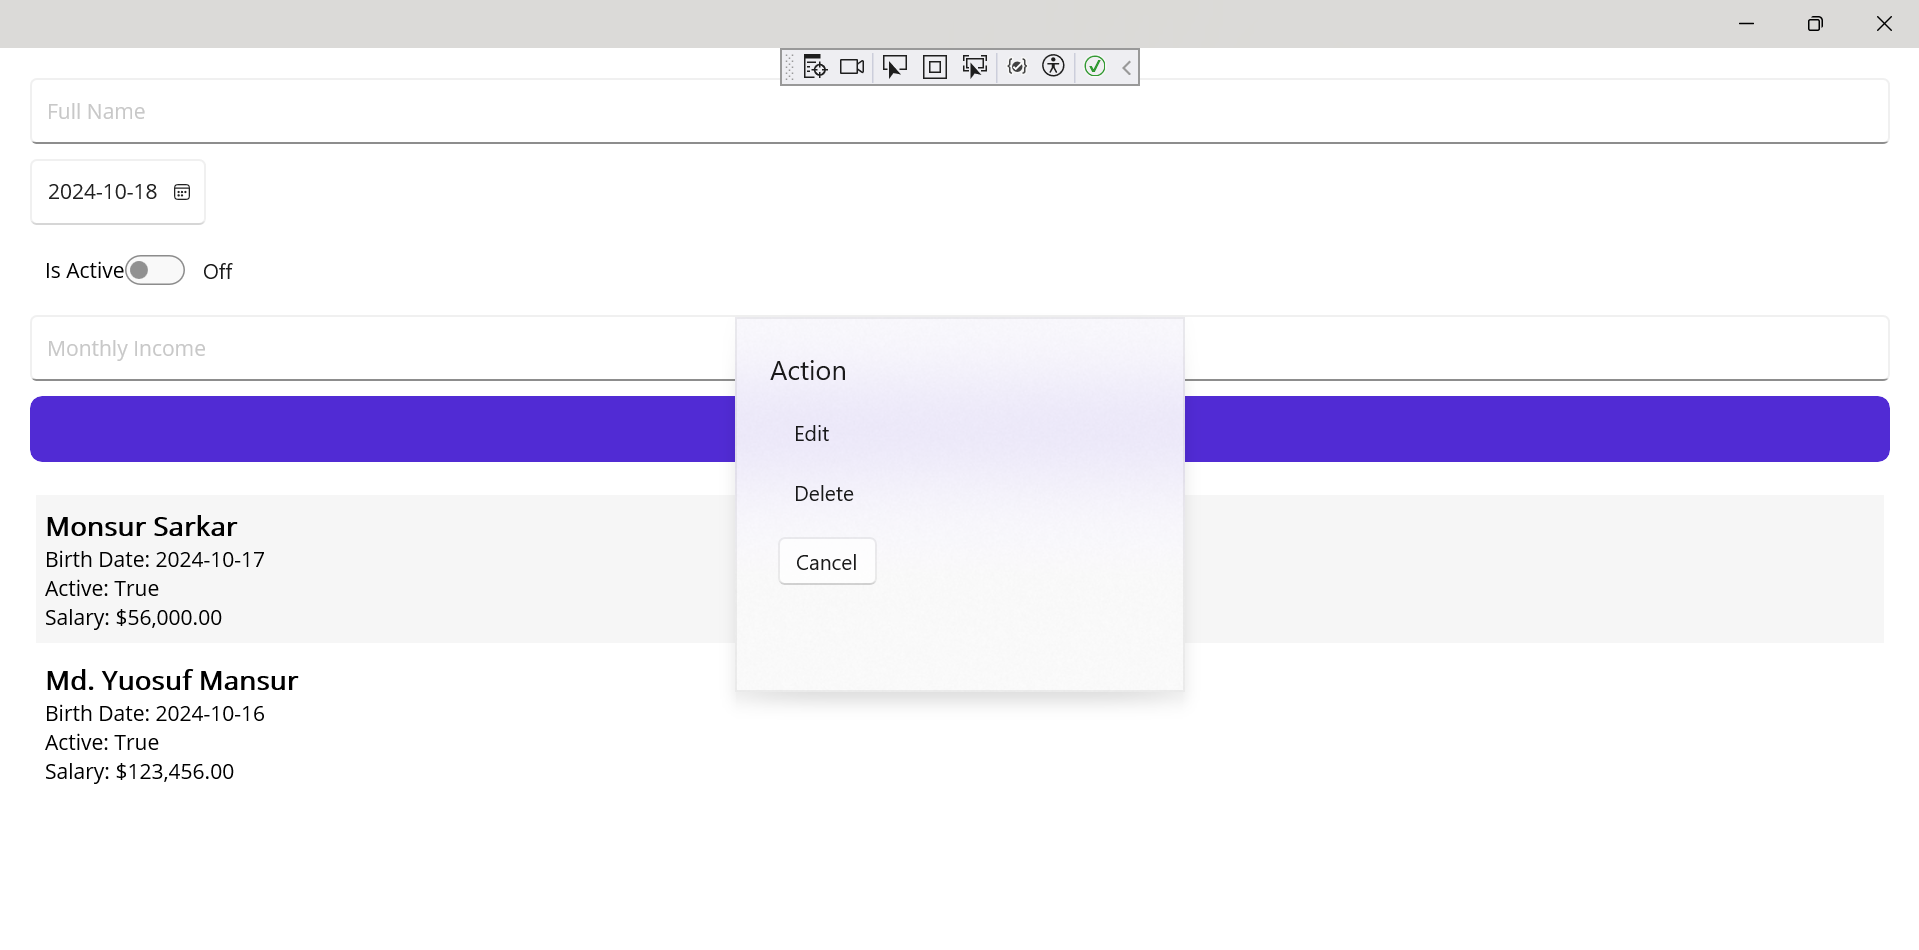 Full Name
2024-10-18
Is Active Off
Monthly Income
Action
Edit
Delete
Cancel
Monsur Sarkar
Birth Date: 2024-10-17
Active: True
Salary: $56,000.00
Md. Yuosuf Mansur
Birth Date: 2024-10-16
Active: True
Salary: $123,456.00